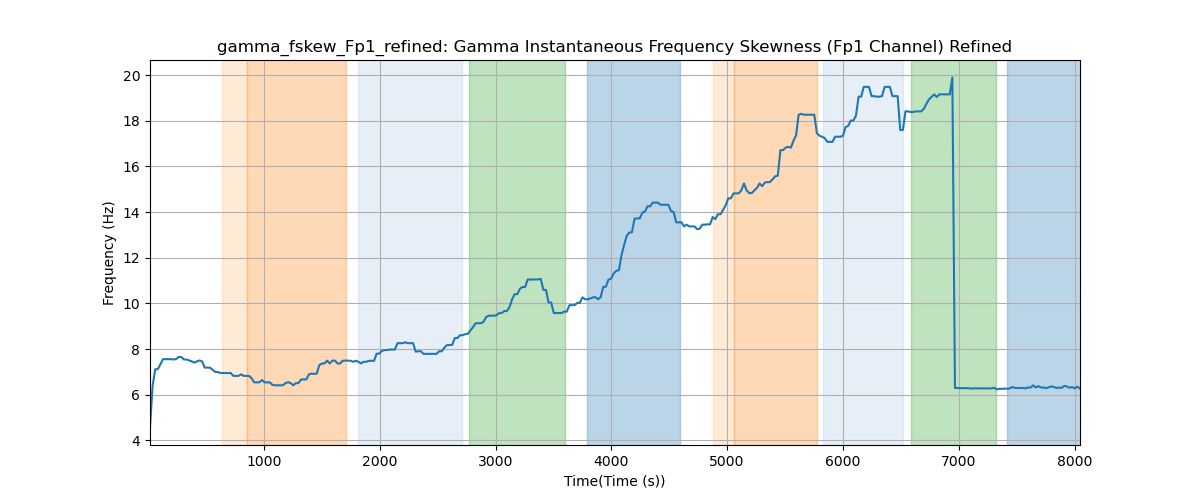 gamma_fskew_Fp1_refined: Gamma Instantaneous Frequency Skewness (Fp1 Channel) Refined
Frequency (Hz)
20
18
16
14
12
10
8
6
4
1000 2000 3000 4000 5000 6000 7000 8000
Time(Time (s))